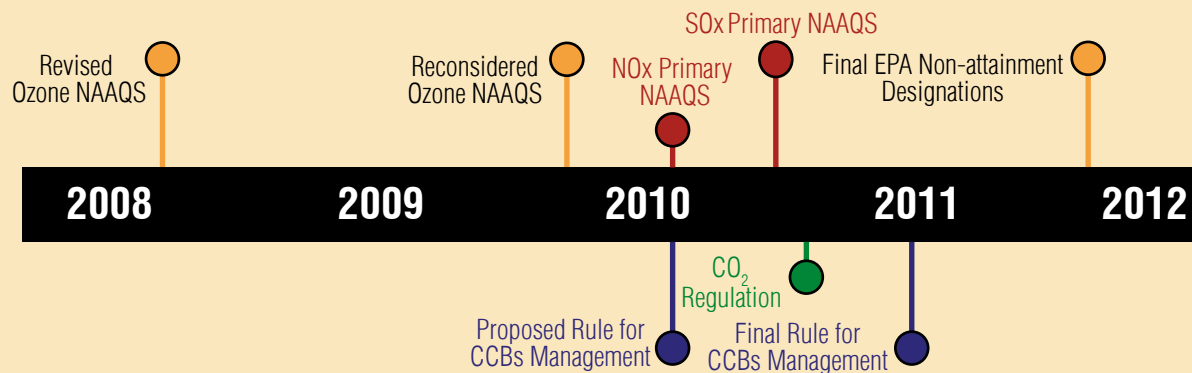 SOx Primary NAAQS
Revised
Ozone NAAQS
Reconsidered
Ozone NAAQS
NOx Primary
NAAQS
Final EPA Non-attainment
Designations
2008 2009 2010 2011 2012
CO₂
Regulation
Proposed Rule for
CCBs Management
Final Rule for
CCBs Management